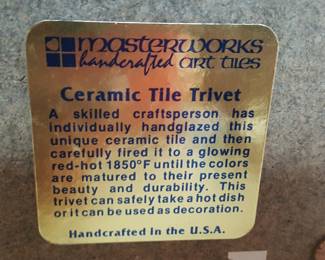 masterworks
handcrafted art tiles
Ceramic Tile Trivet
A skilled craftsperson has
individually handglazed this
unique ceramic tile and then
carefully fired it to a glowing
red-hot 1850°F until the colors
are matured to their present
beauty and durability. This
trivet can safely take a hot dish
or it can be used as decoration.
Handcrafted in the U.S.A.